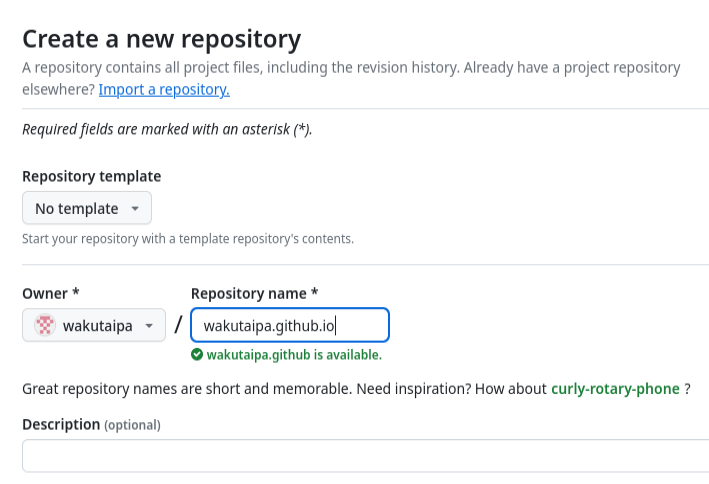 Create a new repository
A repository contains all project files, including the revision history. Already have a project repository
elsewhere? Import a repository.
Required fields are marked with an asterisk (*).
Repository template
No template
Start your repository with a template repository's contents.
Owner *
Repository name *
wakutaipa
/
wakutaipa.github.io
wakutaipa.github is available.
Great repository names are short and memorable. Need inspiration? How about curly-rotary-phone ?
Description (optional)